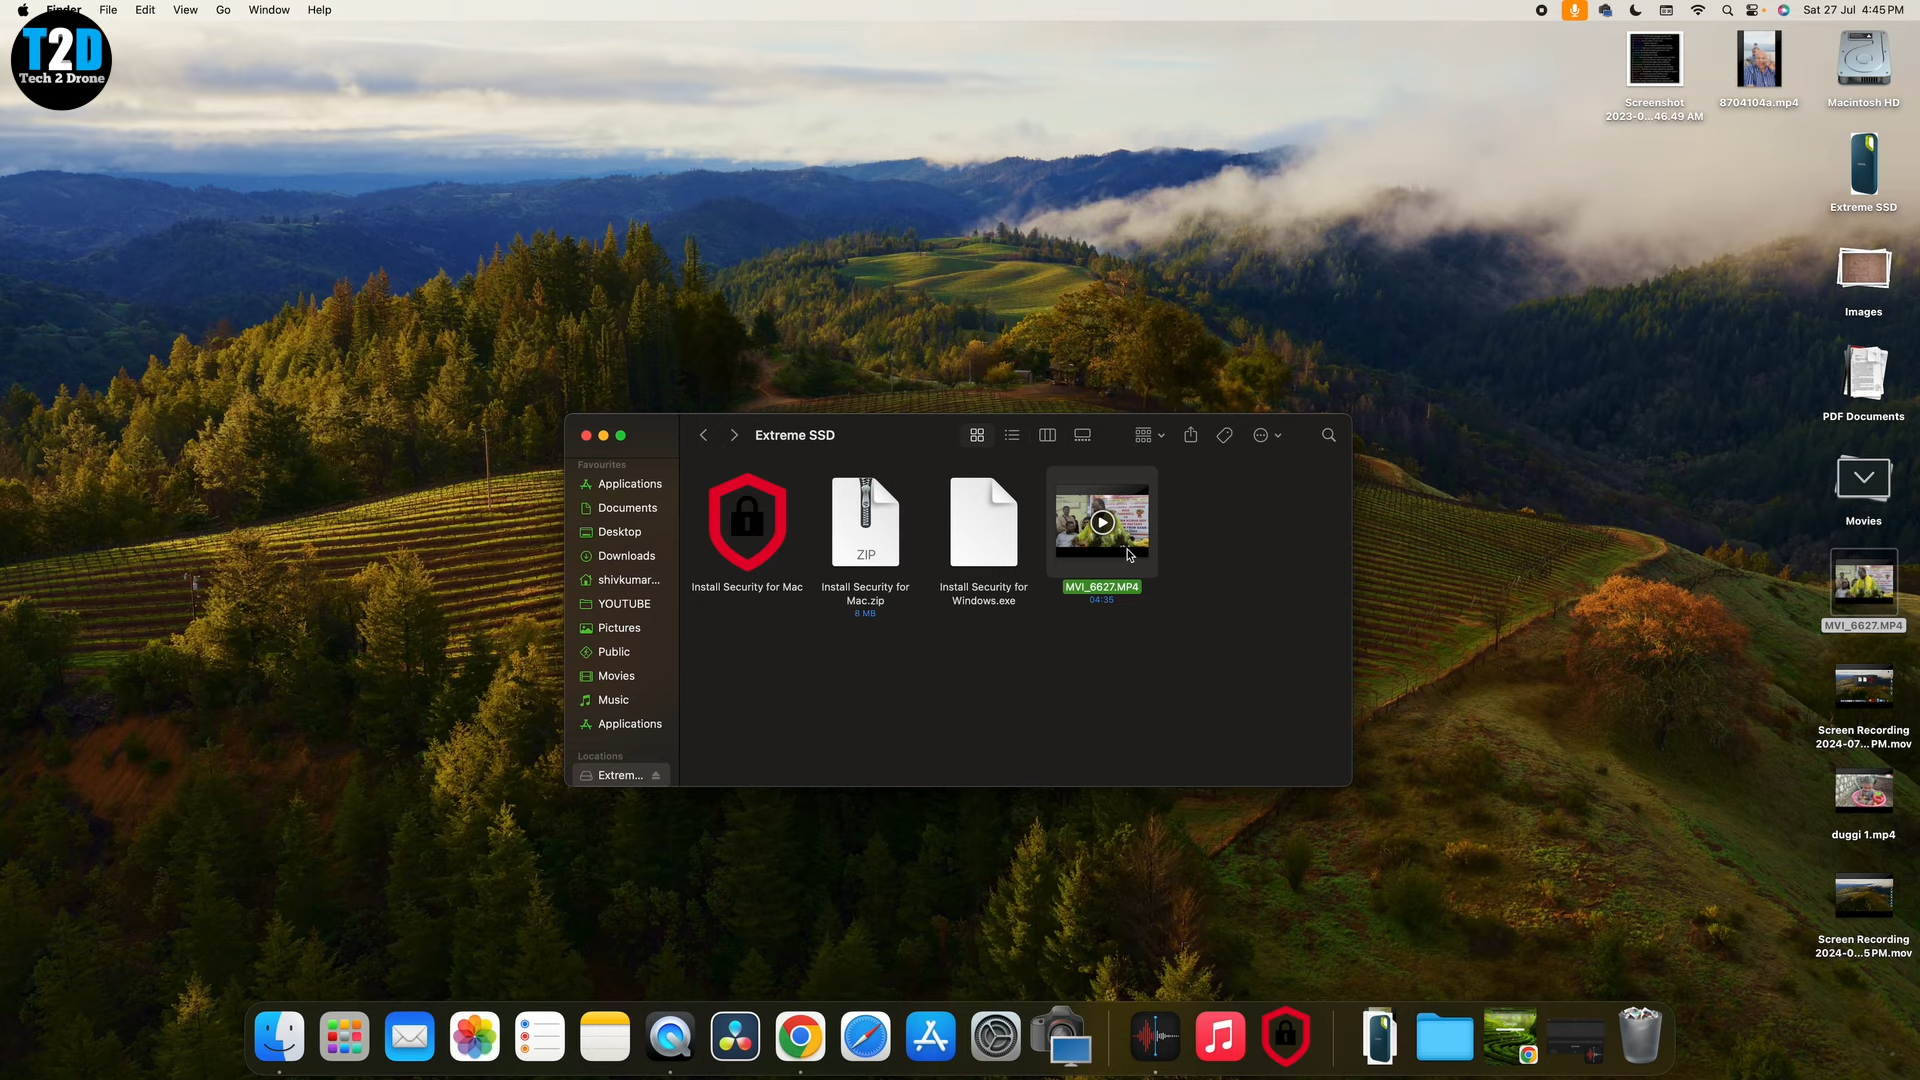 Finder File Edit View Go Window Help
Sat 27 Jul 4:45 PM
T2D
Tech 2 Drone
Screenshot
2023-0...46.49 AM
8704104a.mp4
Macintosh HD
Extreme SSD
Images
PDF Documents
Movies
MVI_6627.MP4
Screen Recording
2024-07...PM.mov
duggi 1.mp4
Screen Recording
2024-0...5 PM.mov
Extreme SSD
Favourites
Applications
Documents
Desktop
Downloads
shivkumar...
YOUTUBE
Pictures
Public
Movies
Music
Applications
Locations
Extrem...
Install Security for Mac
ZIP
Install Security for
Mac.zip
8 MB
Install Security for
Windows.exe
MVI_6627.MP4
04:35